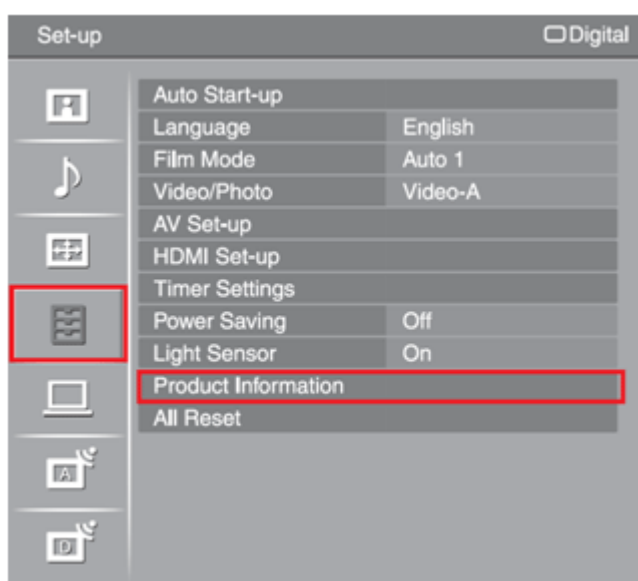 Set-up Digital
Auto Start-up
Language English
Film Mode Auto 1
Video/Photo Video-A
AV Set-up
HDMI Set-up
Timer Settings
Power Saving Off
Light Sensor On
Product Information
All Reset
A
D